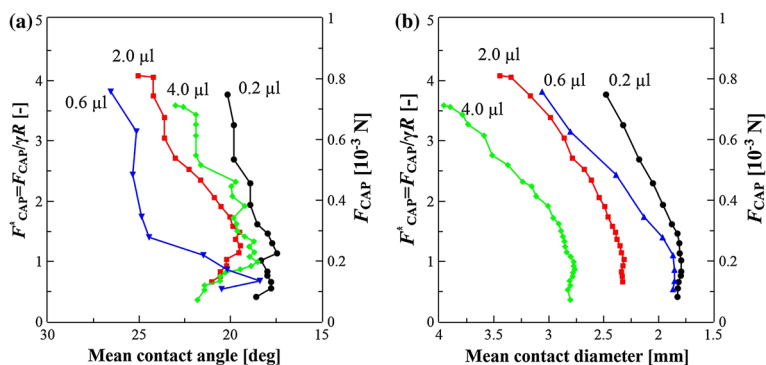 (a)
5
4
3
2
1
0
F*CAP=FCAP/γR [-]
2.0 µl
4.0 µl
0.2 µl
0.6 µl
1
0.8
0.6
0.4
0.2
0
FCAP [10-3 N]
30
25
20
15
Mean contact angle [deg]
(b)
5
4
3
2
1
0
F*CAP=FCAP/γR [-]
2.0 µl
0.6 µl
0.2 µl
4.0 µl
1
0.8
0.6
0.4
0.2
0
FCAP [10-3 N]
4
3.5
3
2.5
2
1.5
Mean contact diameter [mm]